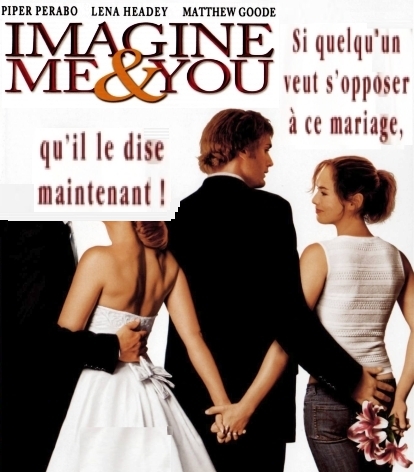 PIPER PERABO LENA HEADEY MATTHEW GOODE
IMAGINE
ME & YOU
Si quelqu'un
veut s'opposer
à ce mariage,
qu'il le dise
maintenant !